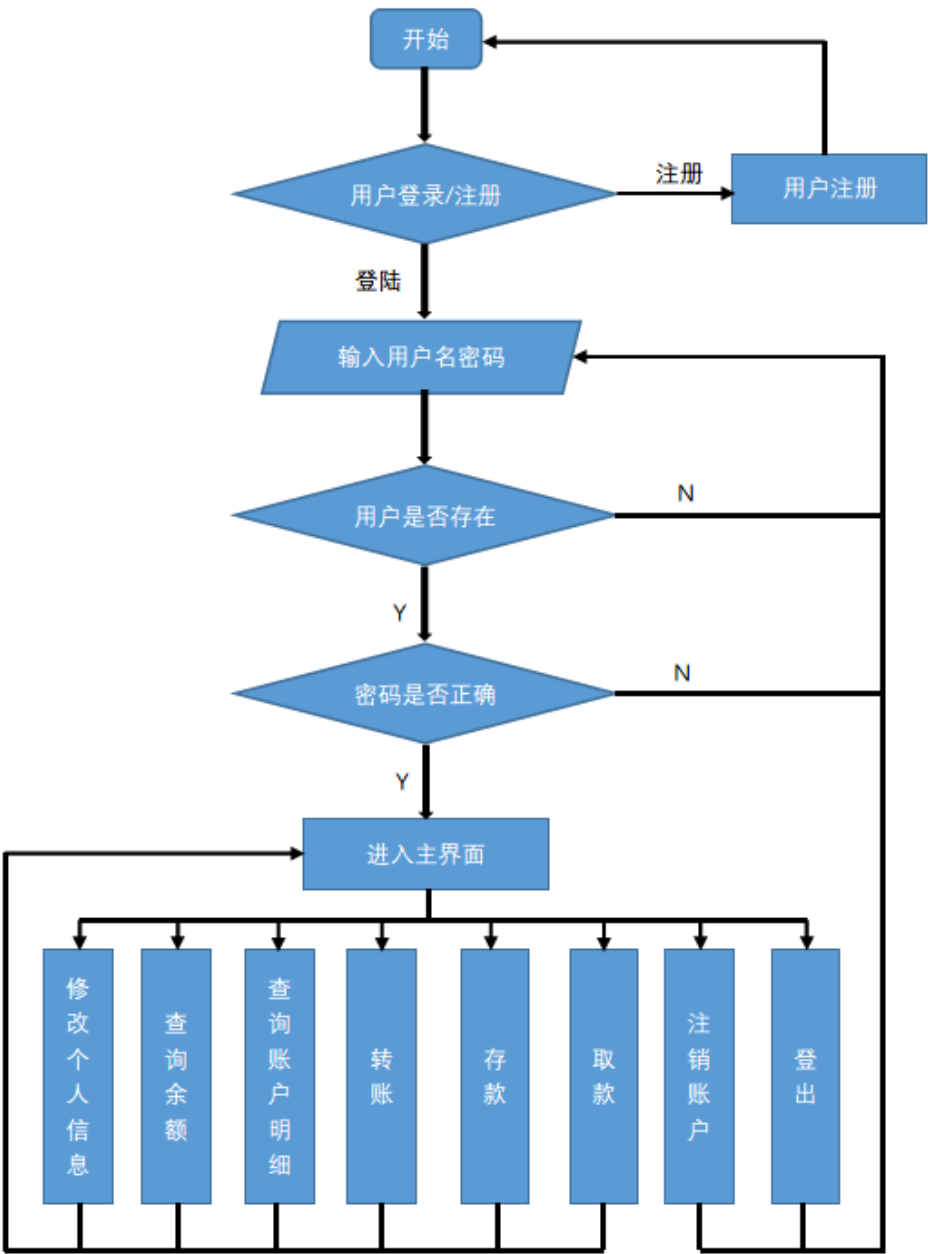 开始
注册
用户登录/注册
用户注册
登陆
输入用户名密码
N
用户是否存在
Y
N
密码是否正确
Y
进入主界面
修改个人信息
查询余额
查询账户明细
转账
存款
取款
注销账户
登出